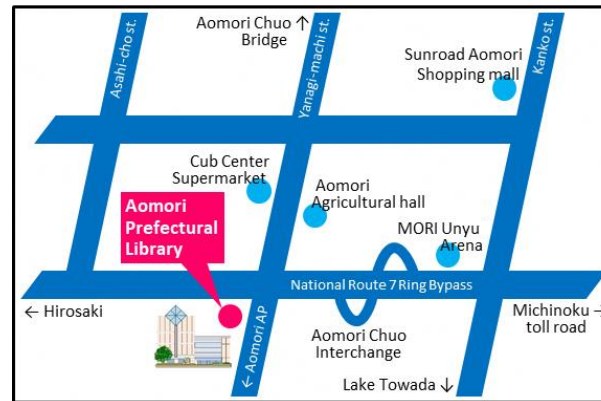 Aomori Chuo ↑
Bridge
Asahi-cho st.
Yanagi-machi st.
Kanko st.
Sunroad Aomori
Shopping mall
Cub Center
Supermarket
Aomori
Agricultural hall
Aomori
Prefectural
Library
MORI Unyu
Arena
National Route 7 Ring Bypass
← Hirosaki
Michinoku →
toll road
Aomori Chuo
Interchange
← Aomori AP
Lake Towada ↓